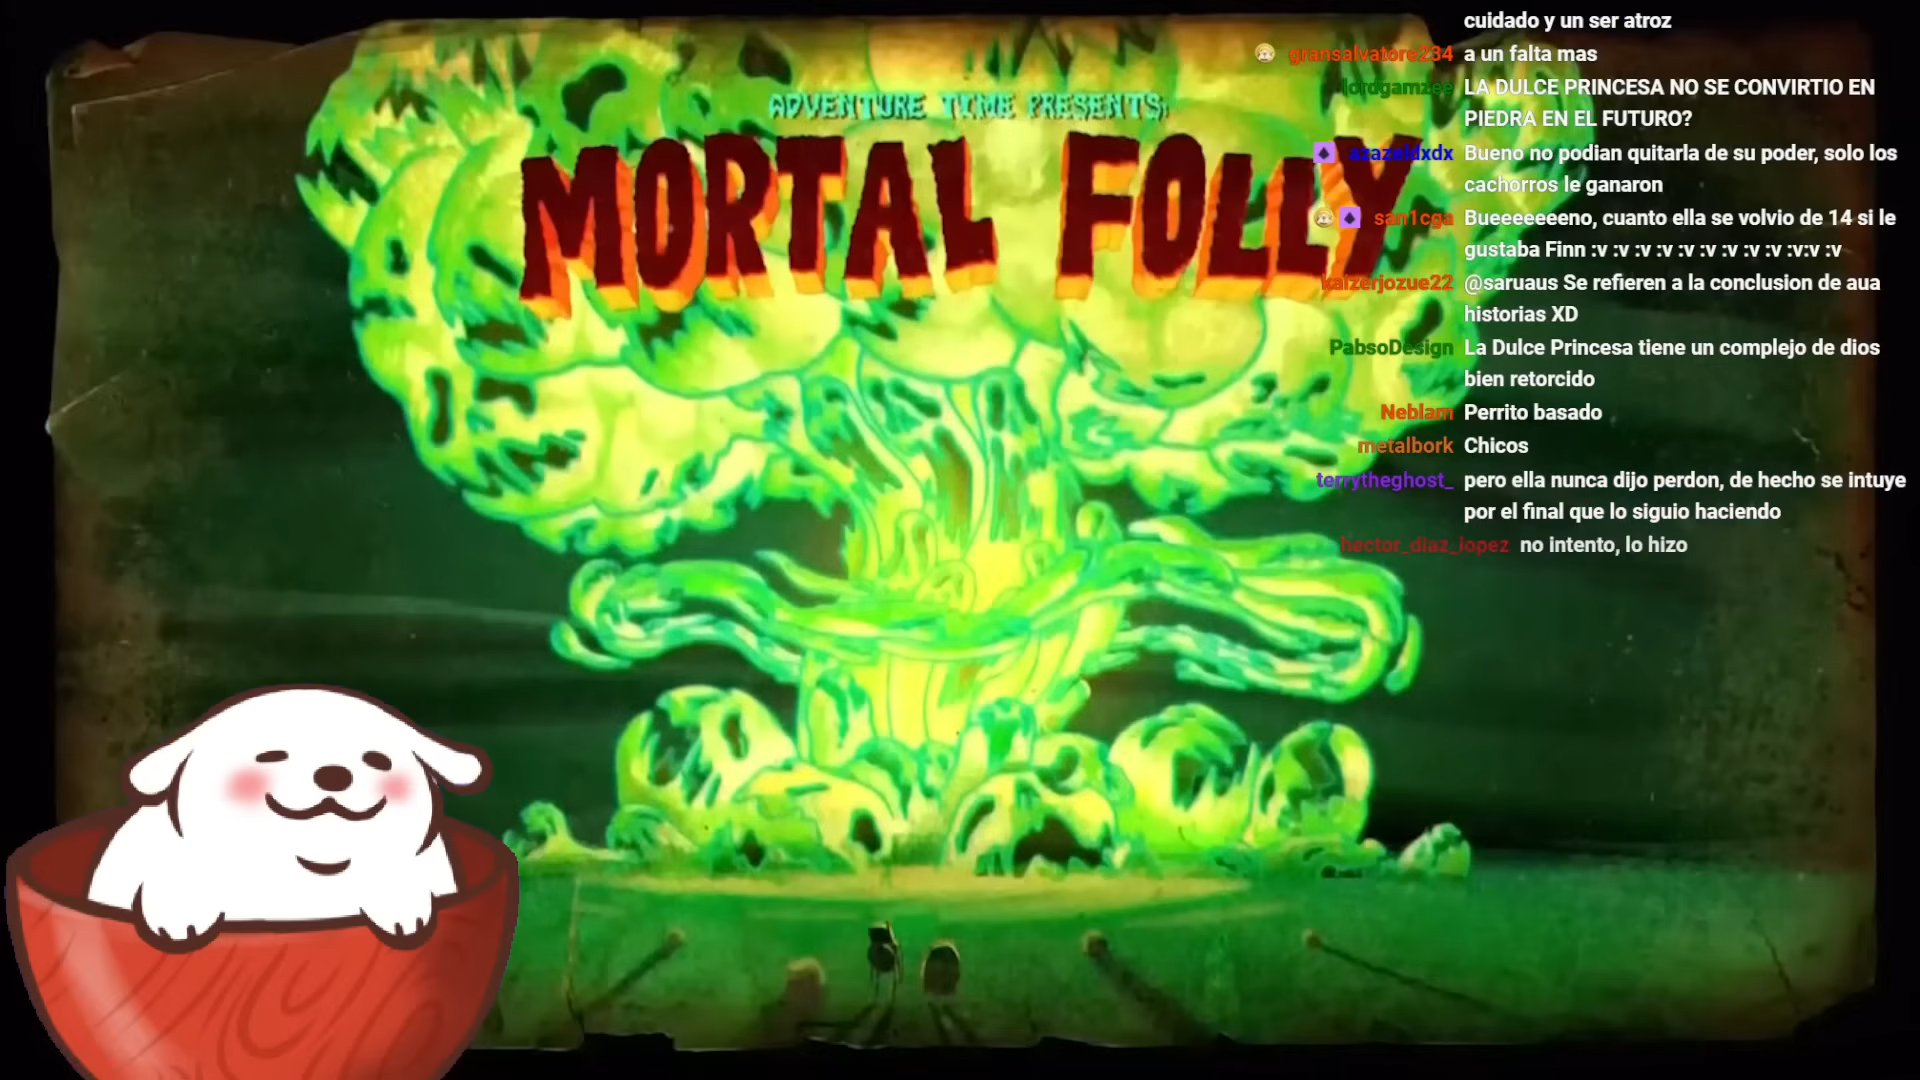 ADVENTURE TIME PRESENTS:
MORTAL FOLLY
cuidado y un ser atroz
gransalvatore234 a un falta mas
lordgamzee LA DULCE PRINCESA NO SE CONVIRTIO EN
PIEDRA EN EL FUTURO?
azazeldxdx Bueno no podian quitarla de su poder, solo los
cachorros le ganaron
san1cga Bueeeeeeeno, cuanto ella se volvio de 14 si le
gustaba Finn :v :v :v :v :v :v :v :v :v :v:v :v
kaizerjozue22 @saruaus Se refieren a la conclusion de aua
historias XD
PabsoDesign La Dulce Princesa tiene un complejo de dios
bien retorcido
Neblam Perrito basado
metalbork Chicos
terrytheghost_ pero ella nunca dijo perdon, de hecho se intuye
por el final que lo siguio haciendo
hector_diaz_lopez no intento, lo hizo